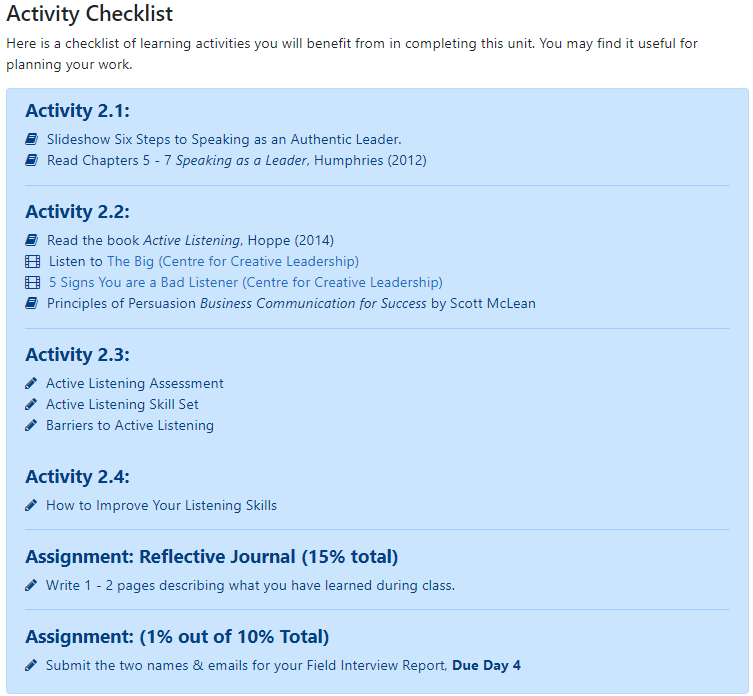 Activity Checklist
Here is a checklist of learning activities you will benefit from in completing this unit. You may find it useful for
planning your work.
Activity 2.1:
Slideshow Six Steps to Speaking as an Authentic Leader.
Read Chapters 5 - 7 Speaking as a Leader, Humphries (2012)
Activity 2.2:
Read the book Active Listening, Hoppe (2014)
Listen to The Big (Centre for Creative Leadership)
5 Signs You are a Bad Listener (Centre for Creative Leadership)
Principles of Persuasion Business Communication for Success by Scott McLean
Activity 2.3:
Active Listening Assessment
Active Listening Skill Set
Barriers to Active Listening
Activity 2.4:
How to Improve Your Listening Skills
Assignment: Reflective Journal (15% total)
Write 1 - 2 pages describing what you have learned during class.
Assignment: (1% out of 10% Total)
Submit the two names & emails for your Field Interview Report, Due Day 4